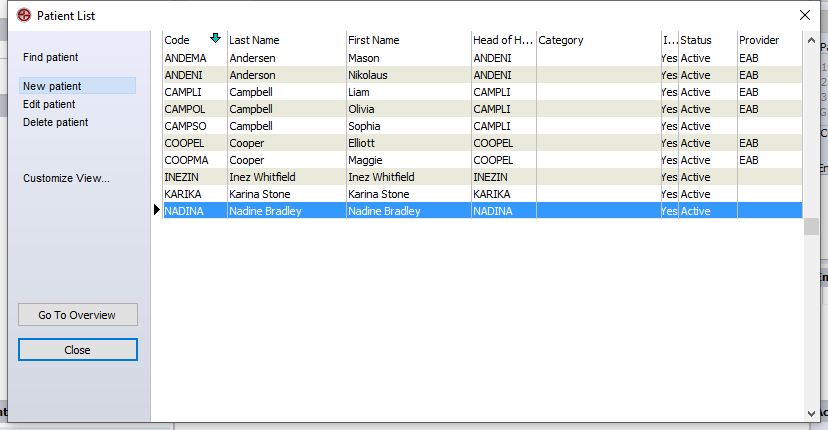 Patient List
Find patient
New patient
Edit patient
Delete patient
Customize View...
Go To Overview
Close
Code Last Name First Name Head of H... Category I... Status Provider
ANDEMA Andersen Mason ANDENI Yes Active EAB
ANDENI Anderson Nikolaus ANDENI Yes Active EAB
CAMPLI Campbell Liam CAMPLI Yes Active EAB
CAMPOL Campbell Olivia CAMPLI Yes Active EAB
CAMPSO Campbell Sophia CAMPLI Yes Active
COOPEL Cooper Elliott COOPEL Yes Active EAB
COOPMA Cooper Maggie COOPEL Yes Active EAB
INEZIN Inez Whitfield Inez Whitfield INEZIN Yes Active
KARIKA Karina Stone Karina Stone KARIKA Yes Active
NADINA Nadine Bradley Nadine Bradley NADINA Yes Active